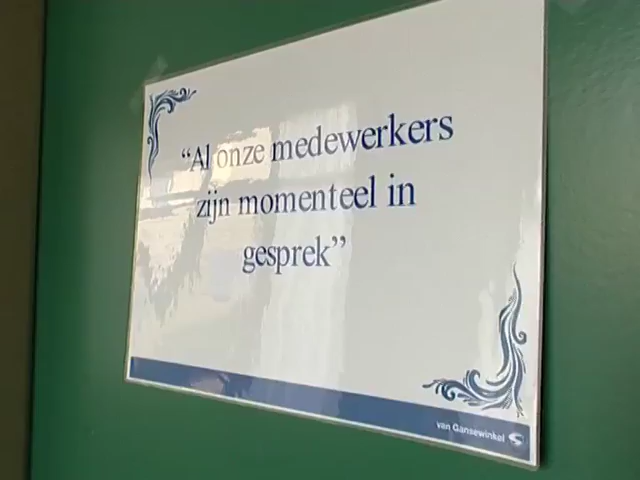 “Al onze medewerkers
zijn momenteel in
gesprek”
van Gansewinkel